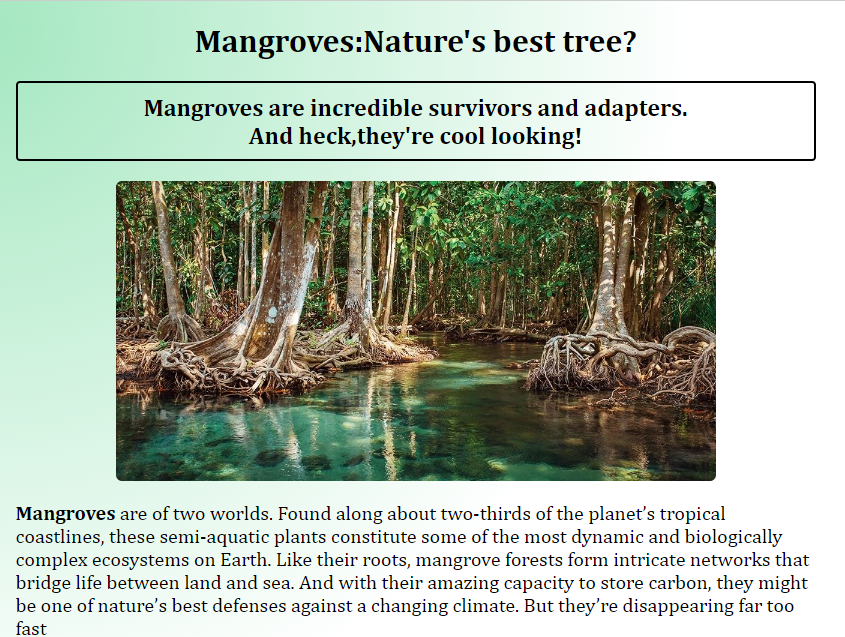 Mangroves:Nature's best tree?
Mangroves are incredible survivors and adapters.
And heck,they're cool looking!
Mangroves are of two worlds. Found along about two-thirds of the planet’s tropical
coastlines, these semi-aquatic plants constitute some of the most dynamic and biologically
complex ecosystems on Earth. Like their roots, mangrove forests form intricate networks that
bridge life between land and sea. And with their amazing capacity to store carbon, they might
be one of nature’s best defenses against a changing climate. But they’re disappearing far too
fast